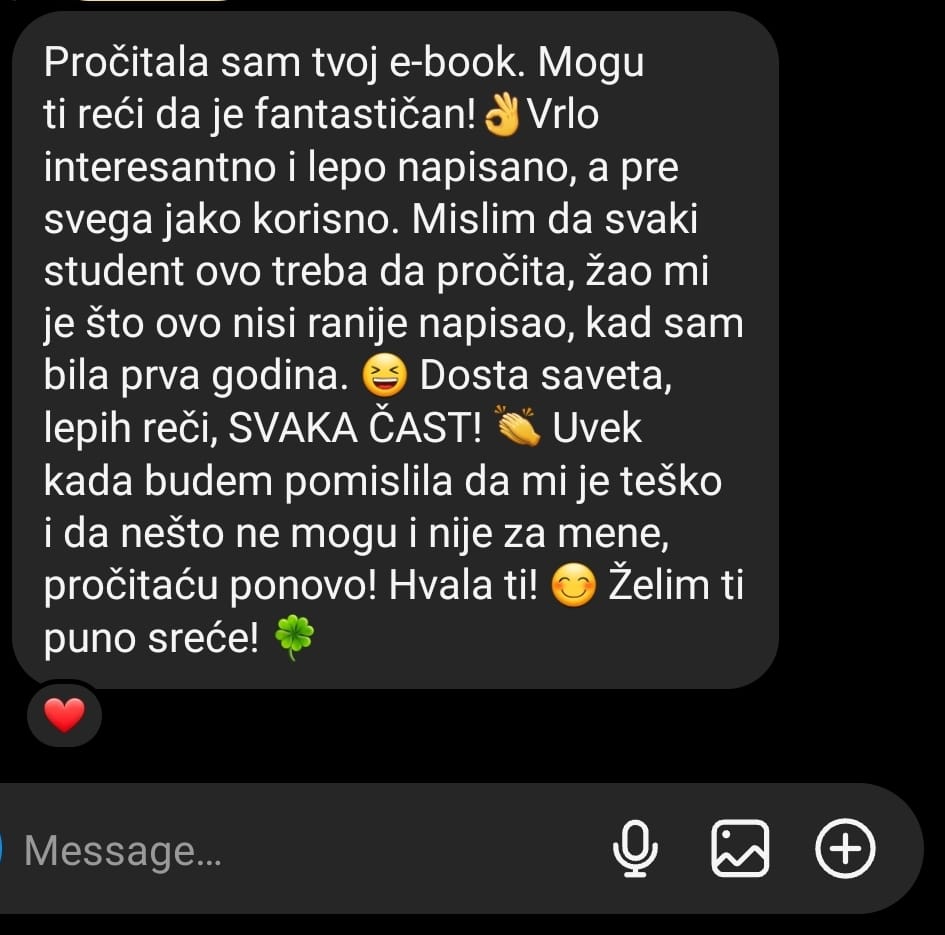 Pročitala sam tvoj e-book. Mogu
ti reći da je fantastičan!👌Vrlo
interesantno i lepo napisano, a pre
svega jako korisno. Mislim da svaki
student ovo treba da pročita, žao mi
je što ovo nisi ranije napisao, kad sam
bila prva godina. 😆 Dosta saveta,
lepih reči, SVAKA ČAST! 👏 Uvek
kada budem pomislila da mi je teško
i da nešto ne mogu i nije za mene,
pročitaću ponovo! Hvala ti! 😊 Želim ti
puno sreće! 🍀
❤️
Message...